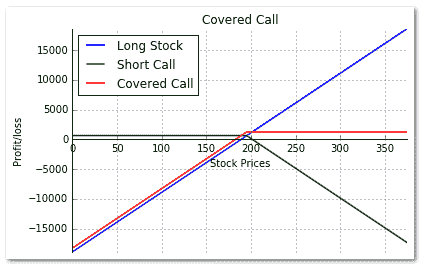 Covered Call
Long Stock
Short Call
Covered Call
15000
10000
5000
0
−5000
−10000
−15000
0 50 100 150 200 250 300 350
Stock Prices
Profit/loss